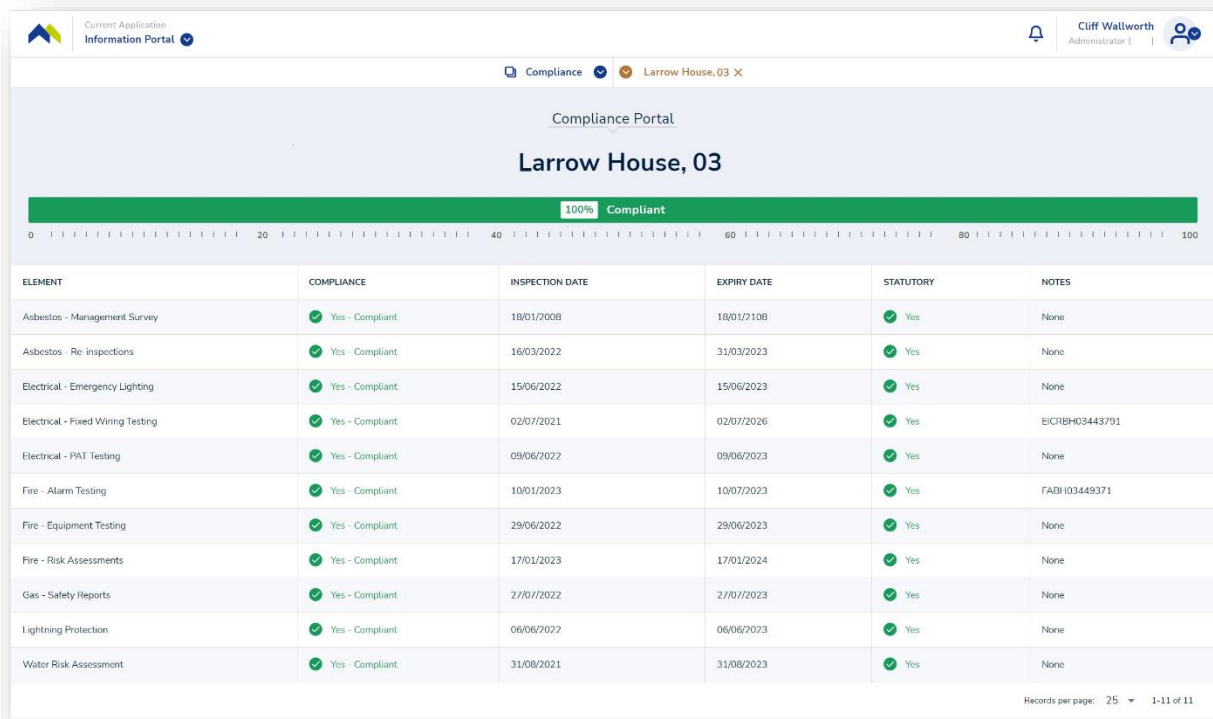 Current Application
Information Portal
Cliff Wallworth
Administrator | |
Compliance Larrow House, 03
Compliance Portal
Larrow House, 03
100% Compliant
0 20 40 60 80 100
ELEMENT COMPLIANCE INSPECTION DATE EXPIRY DATE STATUTORY NOTES
Asbestos - Management Survey Yes - Compliant 18/01/2008 18/01/2108 Yes None
Asbestos - Re-inspections Yes - Compliant 16/03/2022 31/03/2023 Yes None
Electrical - Emergency Lighting Yes - Compliant 15/06/2022 15/06/2023 Yes None
Electrical - Fixed Wiring Testing Yes - Compliant 02/07/2021 02/07/2026 Yes EICRBH03443791
Electrical - PAT Testing Yes - Compliant 09/06/2022 09/06/2023 Yes None
Fire - Alarm Testing Yes - Compliant 10/01/2023 10/07/2023 Yes FABH03449371
Fire - Equipment Testing Yes - Compliant 29/06/2022 29/06/2023 Yes None
Fire - Risk Assessments Yes - Compliant 17/01/2023 17/01/2024 Yes None
Gas - Safety Reports Yes - Compliant 27/07/2022 27/07/2023 Yes None
Lightning Protection Yes - Compliant 06/06/2022 06/06/2023 Yes None
Water Risk Assessment Yes - Compliant 31/08/2021 31/08/2023 Yes None
Records per page: 25 1-11 of 11